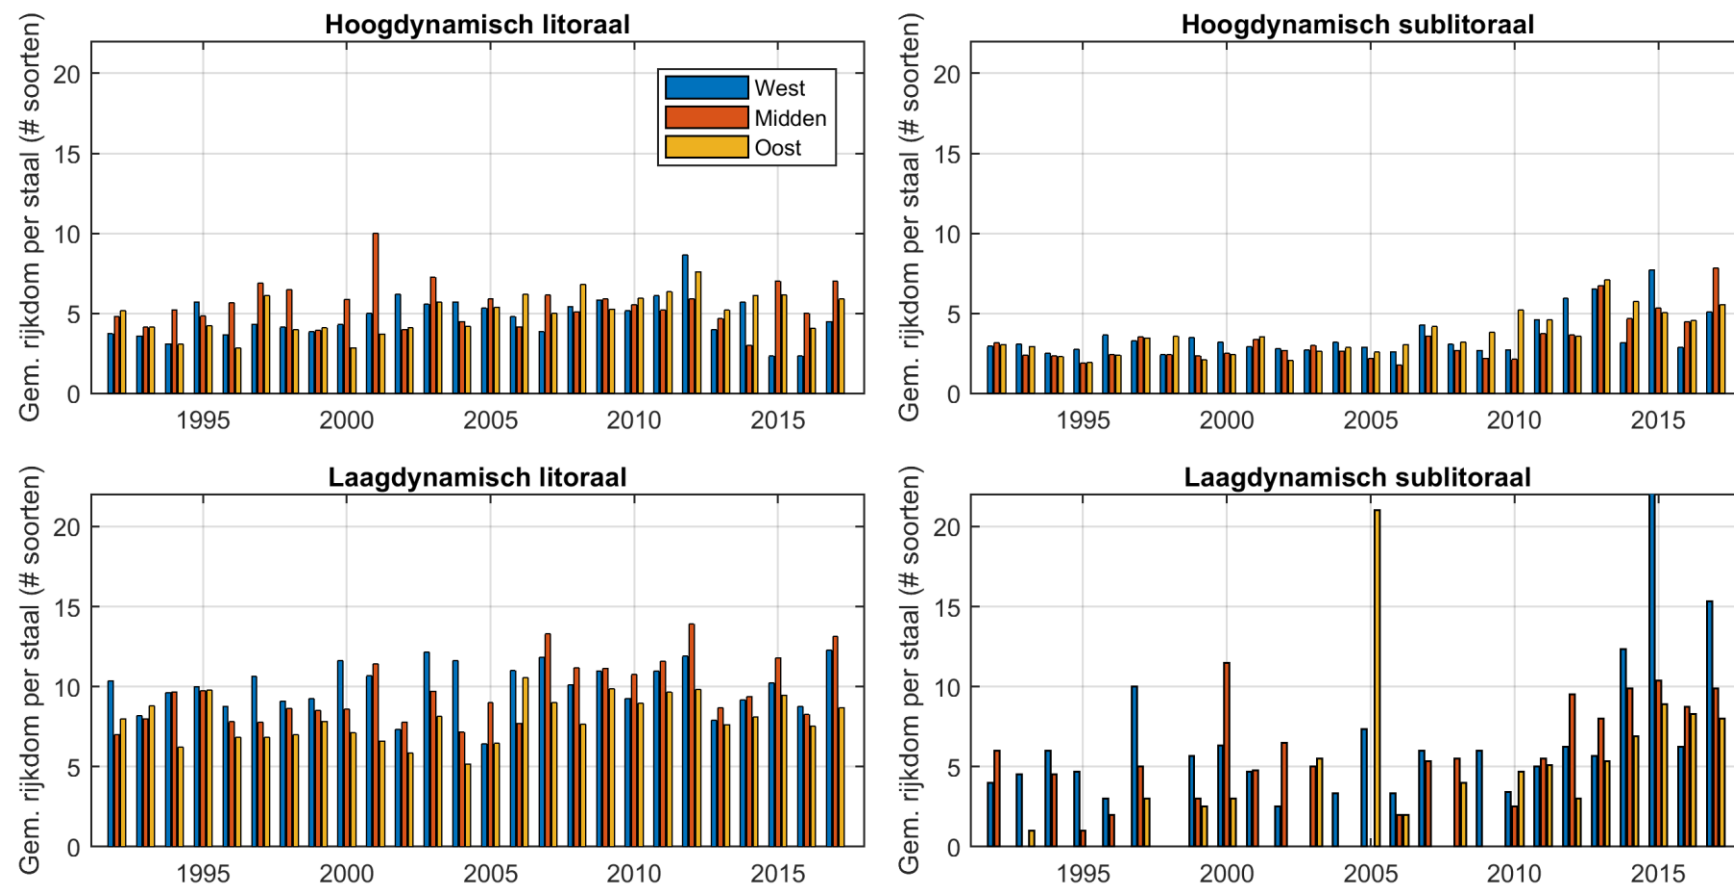 Hoogdynamisch litoraal
Gem. rijkdom per staal (# soorten)
20
15
10
5
0
1995 2000 2005 2010 2015
West
Midden
Oost
Hoogdynamisch sublitoraal
Gem. rijkdom per staal (# soorten)
20
15
10
5
0
1995 2000 2005 2010 2015
Laagdynamisch litoraal
Gem. rijkdom per staal (# soorten)
20
15
10
5
0
1995 2000 2005 2010 2015
Laagdynamisch sublitoraal
Gem. rijkdom per staal (# soorten)
20
15
10
5
0
1995 2000 2005 2010 2015